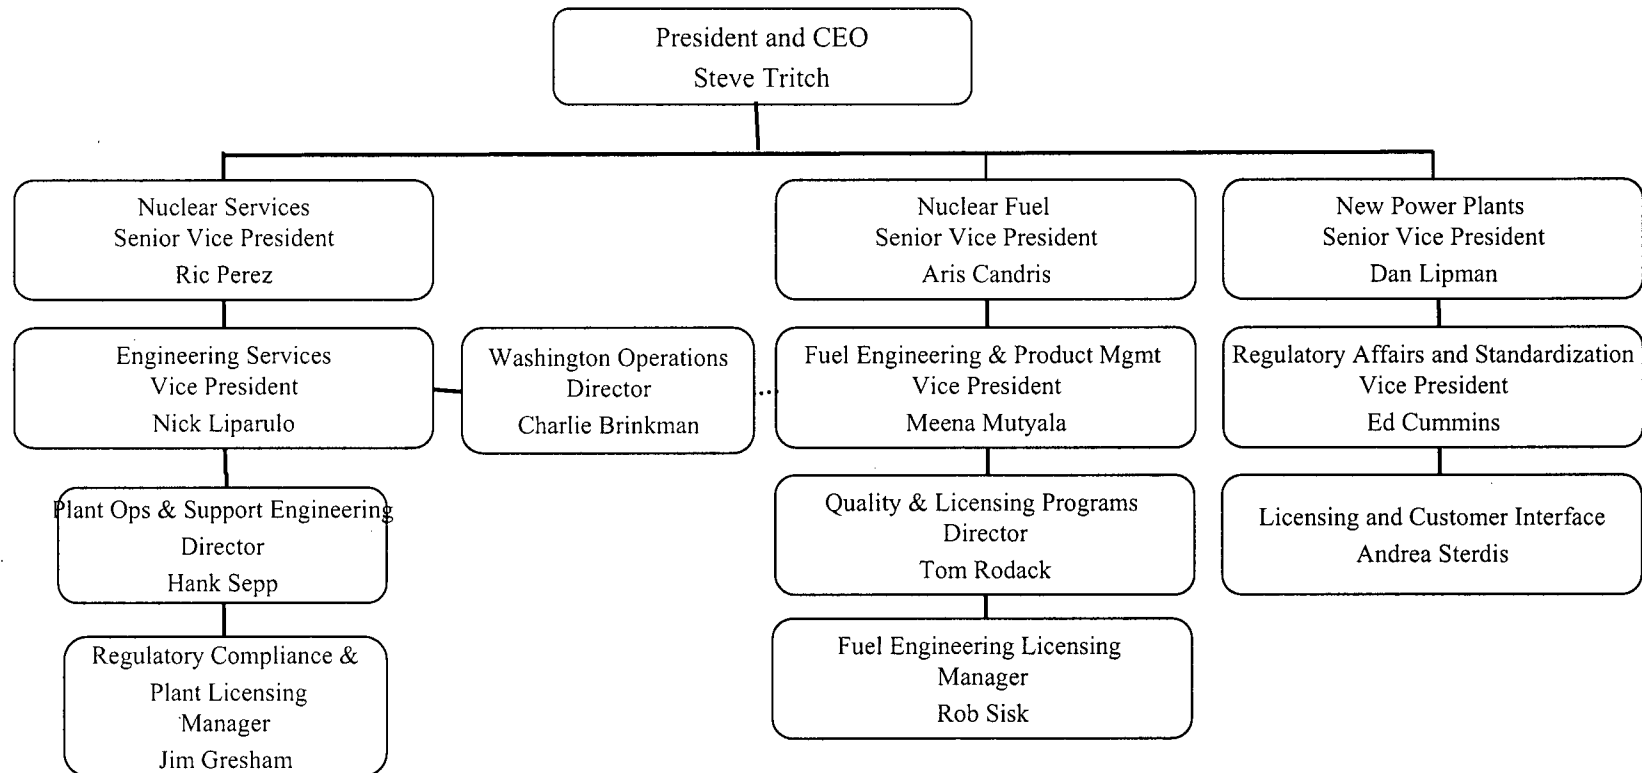 President and CEO
Steve Tritch
Nuclear Services
Senior Vice President
Ric Perez
Nuclear Fuel
Senior Vice President
Aris Candris
New Power Plants
Senior Vice President
Dan Lipman
Engineering Services
Vice President
Nick Liparulo
Washington Operations
Director
Charlie Brinkman
Fuel Engineering & Product Mgmt
Vice President
Meena Mutyala
Regulatory Affairs and Standardization
Vice President
Ed Cummins
Plant Ops & Support Engineering
Director
Hank Sepp
Quality & Licensing Programs
Director
Tom Rodack
Licensing and Customer Interface
Andrea Sterdis
Regulatory Compliance &
Plant Licensing
Manager
Jim Gresham
Fuel Engineering Licensing
Manager
Rob Sisk